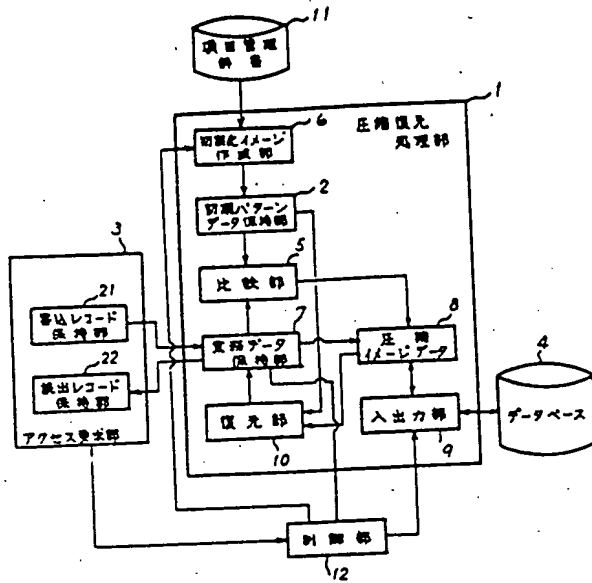 11
項目管理
辞書
1
6
圧縮復元
処理部
初期化イメージ
作成部
2
初期パターン
データ保持部
3
5
比較部
21
7
8
書込レコード
保持部
業務データ
保持部
圧縮
イメージデータ
22
4
読出レコード
保持部
復元部
入出力部
データベース
アクセス要求部
10
9
制御部
12